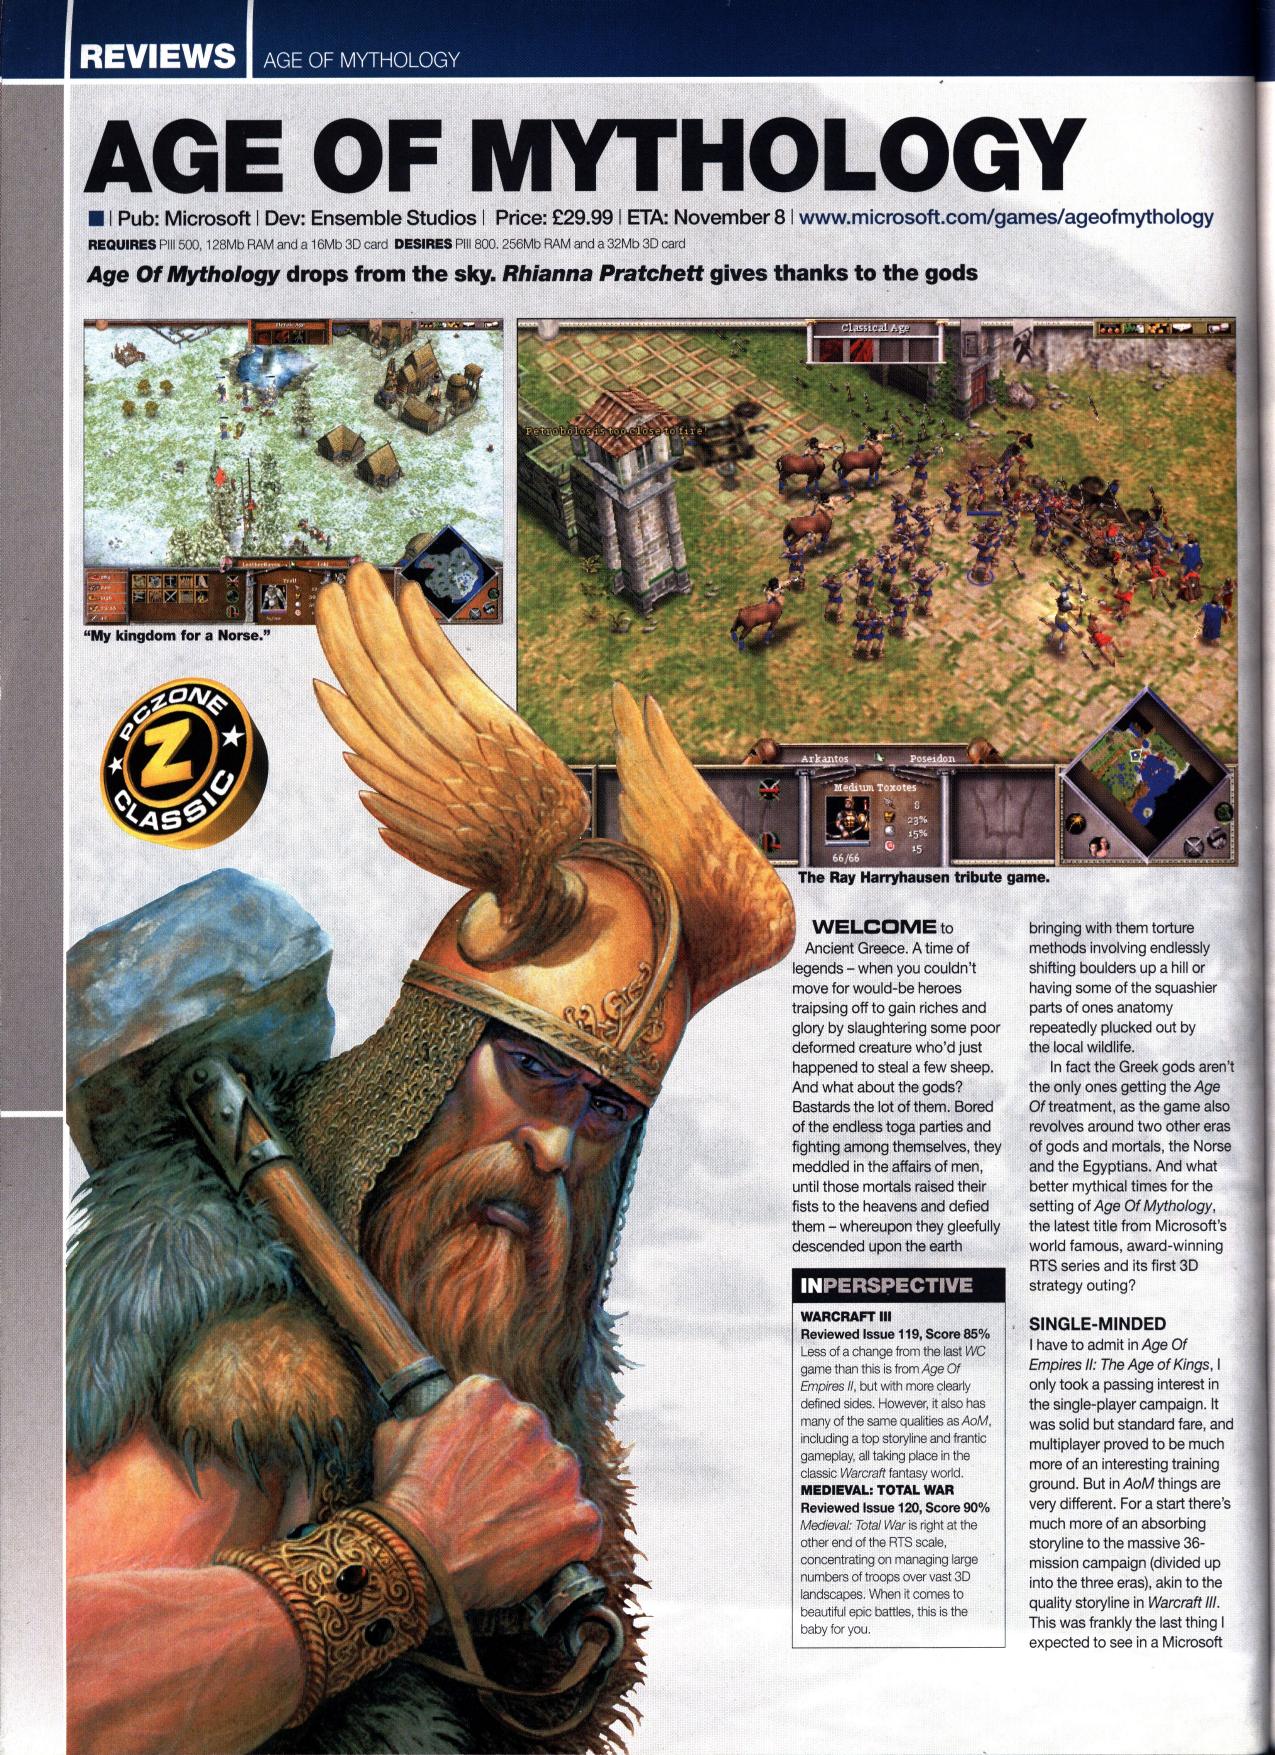 REVIEWS
AGE OF MYTHOLOGY
AGE OF MYTHOLOGY
■ | Pub: Microsoft | Dev: Ensemble Studios | Price: £29.99 | ETA: November 8 | www.microsoft.com/games/ageofmythology
REQUIRES PIII 500, 128Mb RAM and a 16Mb 3D card DESIRES PIII 800. 256Mb RAM and a 32Mb 3D card
Age Of Mythology drops from the sky. Rhianna Pratchett gives thanks to the gods
Heroic Age
Troll
Loki
"My kingdom for a Norse."
Classical Age
Petrobolos is too close to fire!
Arkantos
Poseidon
Medium Toxotes
8
23%
15%
15
66/66
The Ray Harryhausen tribute game.
PCZONE
Z
CLASSIC
WELCOME to
Ancient Greece. A time of
legends – when you couldn't
move for would-be heroes
traipsing off to gain riches and
glory by slaughtering some poor
deformed creature who'd just
happened to steal a few sheep.
And what about the gods?
Bastards the lot of them. Bored
of the endless toga parties and
fighting among themselves, they
meddled in the affairs of men,
until those mortals raised their
fists to the heavens and defied
them – whereupon they gleefully
descended upon the earth
bringing with them torture
methods involving endlessly
shifting boulders up a hill or
having some of the squashier
parts of ones anatomy
repeatedly plucked out by
the local wildlife.
In fact the Greek gods aren't
the only ones getting the Age
Of treatment, as the game also
revolves around two other eras
of gods and mortals, the Norse
and the Egyptians. And what
better mythical times for the
setting of Age Of Mythology,
the latest title from Microsoft's
world famous, award-winning
RTS series and its first 3D
strategy outing?
SINGLE-MINDED
I have to admit in Age Of
Empires II: The Age of Kings, I
only took a passing interest in
the single-player campaign. It
was solid but standard fare, and
multiplayer proved to be much
more of an interesting training
ground. But in AoM things are
very different. For a start there's
much more of an absorbing
storyline to the massive 36-
mission campaign (divided up
into the three eras), akin to the
quality storyline in Warcraft III.
This was frankly the last thing I
expected to see in a Microsoft
INPERSPECTIVE
WARCRAFT III
Reviewed Issue 119, Score 85%
Less of a change from the last WC
game than this is from Age Of
Empires II, but with more clearly
defined sides. However, it also has
many of the same qualities as AoM,
including a top storyline and frantic
gameplay, all taking place in the
classic Warcraft fantasy world.
MEDIEVAL: TOTAL WAR
Reviewed Issue 120, Score 90%
Medieval: Total War is right at the
other end of the RTS scale,
concentrating on managing large
numbers of troops over vast 3D
landscapes. When it comes to
beautiful epic battles, this is the
baby for you.